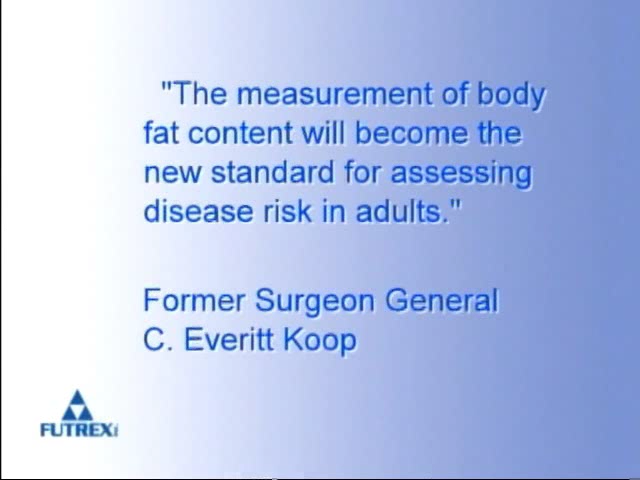 "The measurement of body
fat content will become the
new standard for assessing
disease risk in adults."
Former Surgeon General
C. Everitt Koop
FUTREXi